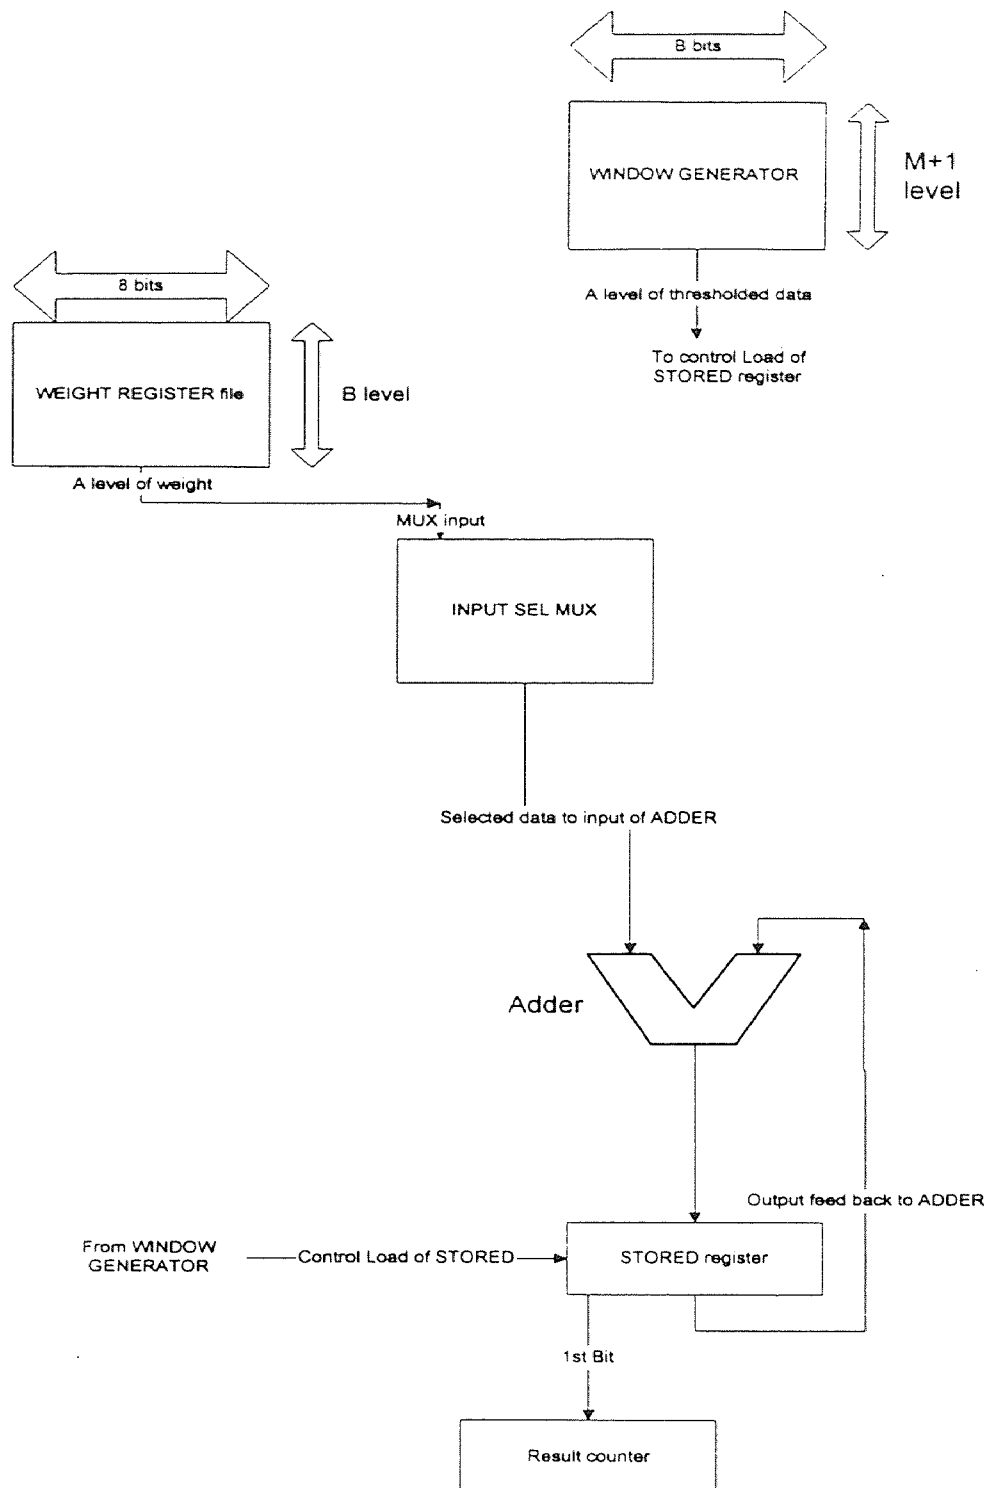 B bits
WINDOW GENERATOR
M+1
level
A level of thresholded data
To control Load of
STORED register
8 bits
WEIGHT REGISTER file
B level
A level of weight
MUX input
INPUT SEL MUX
Selected data to input of ADDER
Adder
Output feed back to ADDER
From WINDOW
GENERATOR
Control Load of STORED
STORED register
1st Bit
Result counter